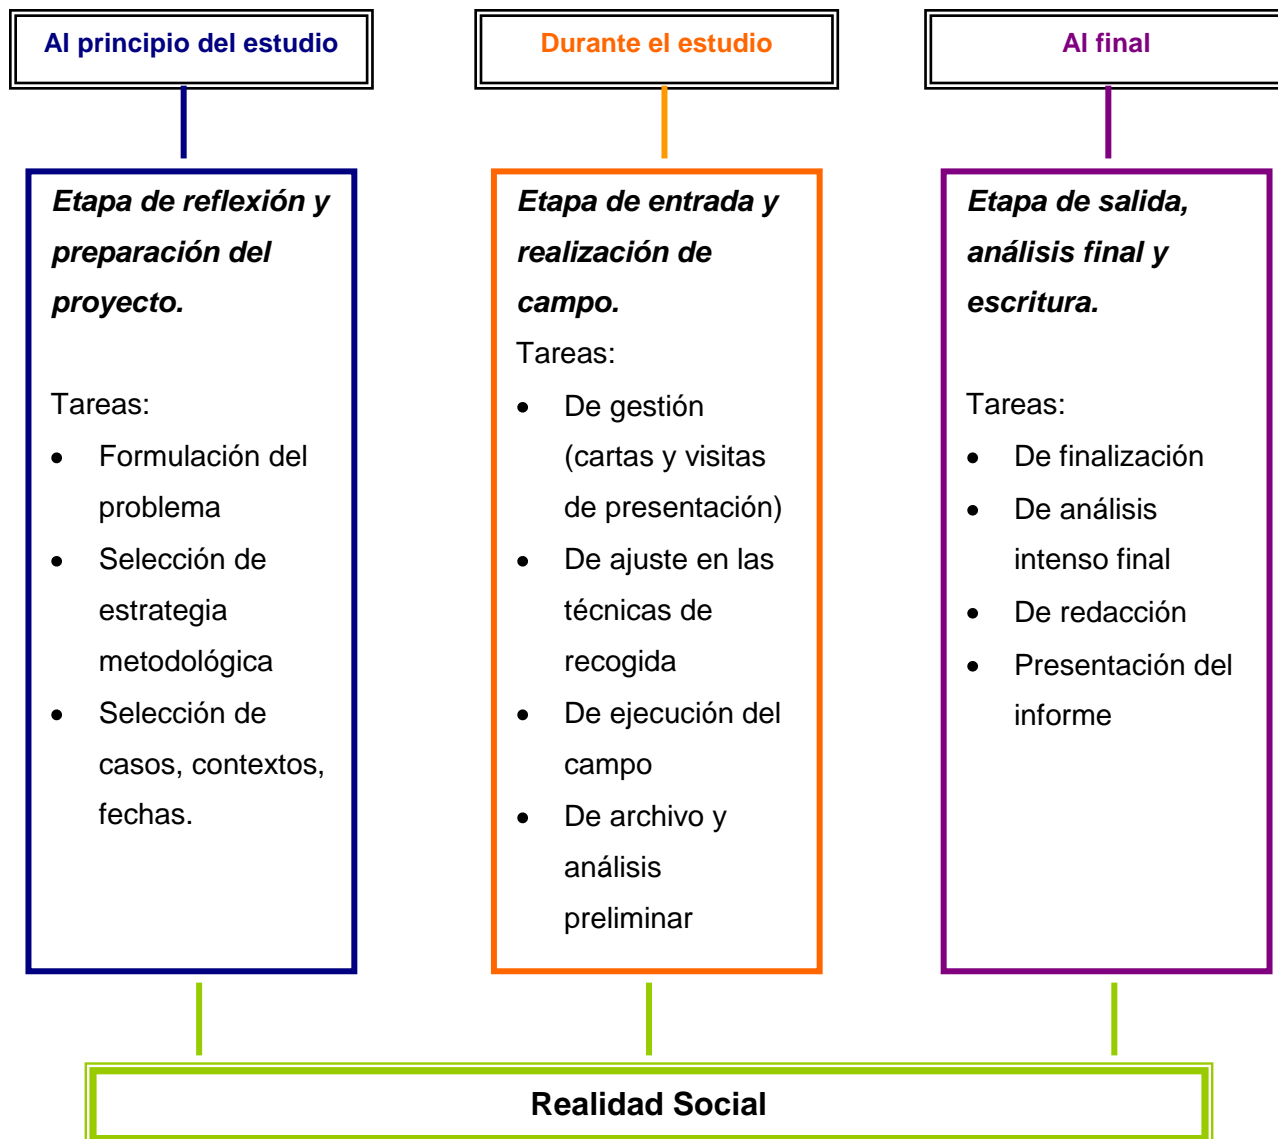 Al principio del estudio
Durante el estudio
Al final
Etapa de reflexión y
preparación del
proyecto.
Tareas:
• Formulación del
problema
• Selección de
estrategia
metodológica
• Selección de
casos, contextos,
fechas.
Etapa de entrada y
realización de
campo.
Tareas:
• De gestión
(cartas y visitas
de presentación)
• De ajuste en las
técnicas de
recogida
• De ejecución del
campo
• De archivo y
análisis
preliminar
Etapa de salida,
análisis final y
escritura.
Tareas:
• De finalización
• De análisis
intenso final
• De redacción
• Presentación del
informe
Realidad Social